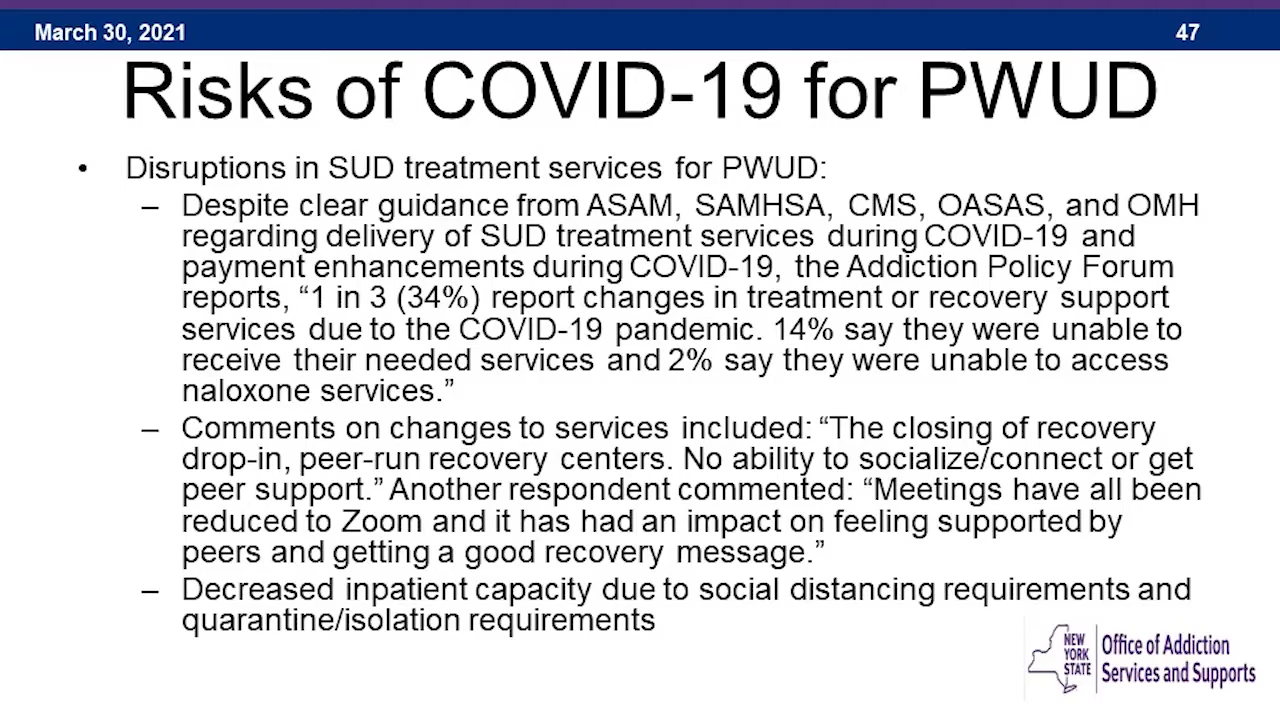 March 30, 2021
47
Risks of COVID-19 for PWUD
• Disruptions in SUD treatment services for PWUD:
– Despite clear guidance from ASAM, SAMHSA, CMS, OASAS, and OMH
regarding delivery of SUD treatment services during COVID-19 and
payment enhancements during COVID-19, the Addiction Policy Forum
reports, “1 in 3 (34%) report changes in treatment or recovery support
services due to the COVID-19 pandemic. 14% say they were unable to
receive their needed services and 2% say they were unable to access
naloxone services.”
– Comments on changes to services included: “The closing of recovery
drop-in, peer-run recovery centers. No ability to socialize/connect or get
peer support.” Another respondent commented: “Meetings have all been
reduced to Zoom and it has had an impact on feeling supported by
peers and getting a good recovery message.”
– Decreased inpatient capacity due to social distancing requirements and
quarantine/isolation requirements
NEW
YORK
STATE
Office of Addiction
Services and Supports